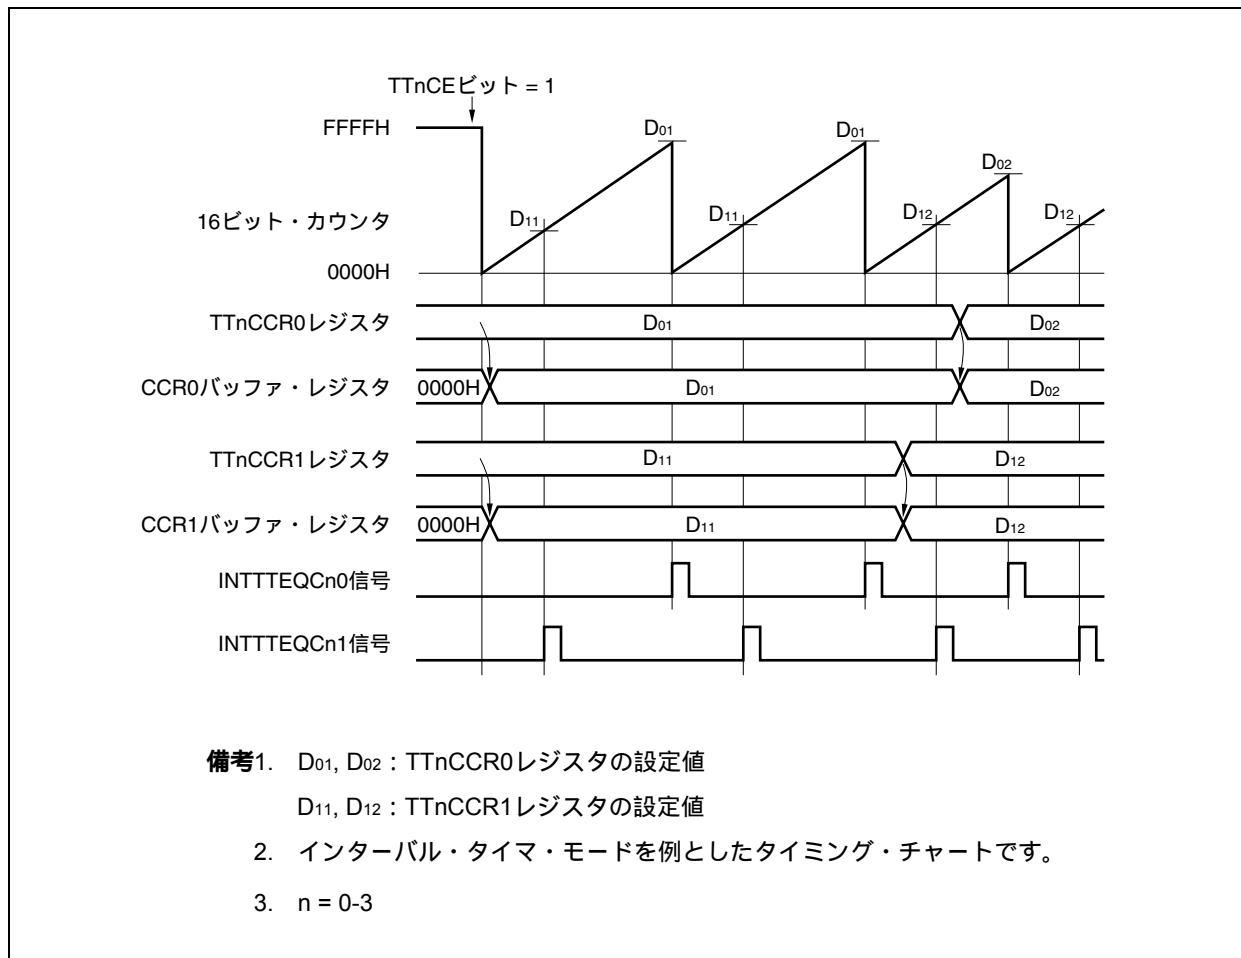 TTnCEビット = 1
FFFFH
D01
D01
D02
16ビット・カウンタ
D11
D11
D12
D12
0000H
TTnCCR0レジスタ
D01
D02
CCR0バッファ・レジスタ
0000H
D01
D02
TTnCCR1レジスタ
D11
D12
CCR1バッファ・レジスタ
0000H
D11
D12
INTTTEQCn0信号
INTTTEQCn1信号
備考1. D01, D02：TTnCCR0レジスタの設定値
D11, D12：TTnCCR1レジスタの設定値
2. インターバル・タイマ・モードを例としたタイミング・チャートです。
3. n = 0-3